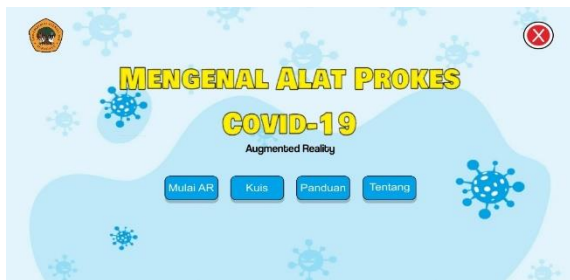 MENGENAL ALAT PROKES
COVID-19
Augmented Reality
Mulai AR
Kuis
Panduan
Tentang